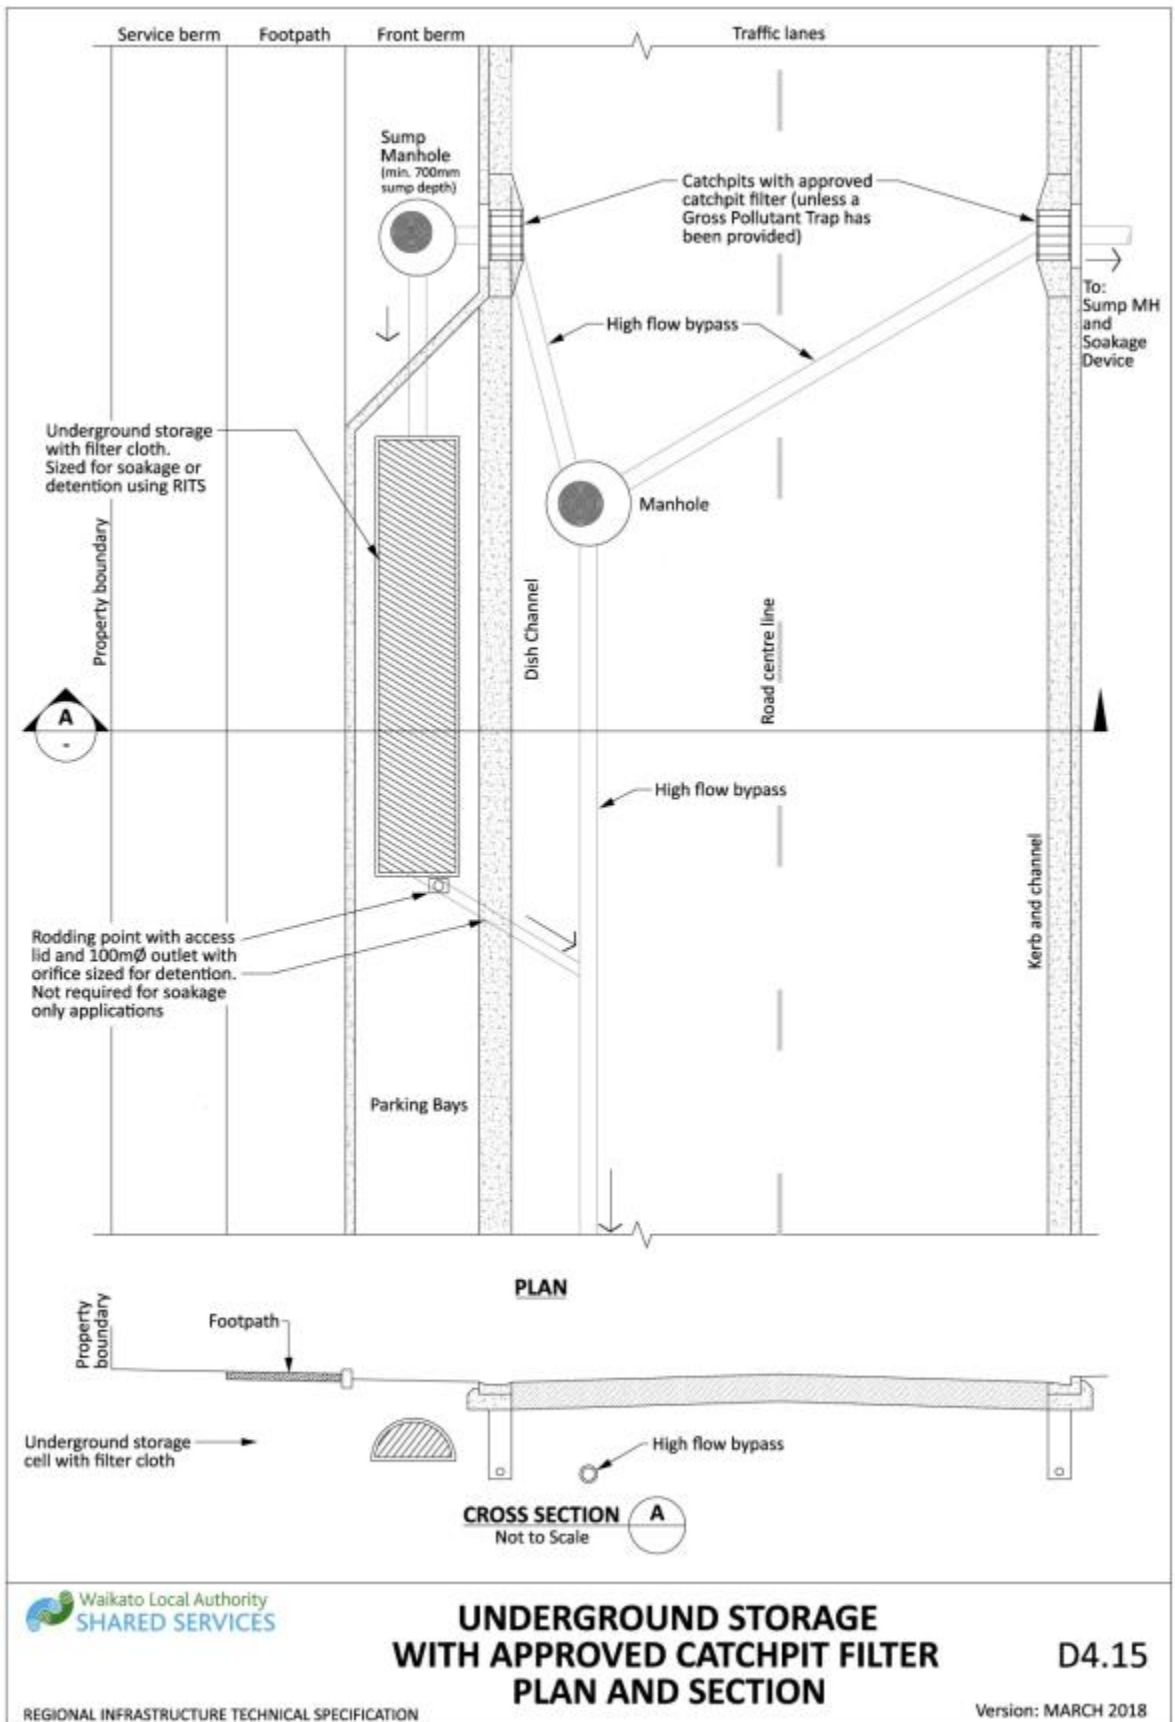 Service berm
Footpath
Front berm
Traffic lanes
Sump
Manhole
(min. 700mm
sump depth)
Catchpits with approved
catchpit filter (unless a
Gross Pollutant Trap has
been provided)
To:
Sump MH
and
Soakage
Device
High flow bypass
Underground storage
with filter cloth.
Sized for soakage or
detention using RITS
Manhole
Property boundary
Dish Channel
Road centre line
A
-
High flow bypass
Kerb and channel
Rodding point with access
lid and 100mØ outlet with
orifice sized for detention.
Not required for soakage
only applications
Parking Bays
PLAN
Property
boundary
Footpath
Underground storage
cell with filter cloth
High flow bypass
CROSS SECTION
Not to Scale
A
Waikato Local Authority
SHARED SERVICES
UNDERGROUND STORAGE
WITH APPROVED CATCHPIT FILTER
PLAN AND SECTION
D4.15
REGIONAL INFRASTRUCTURE TECHNICAL SPECIFICATION
Version: MARCH 2018